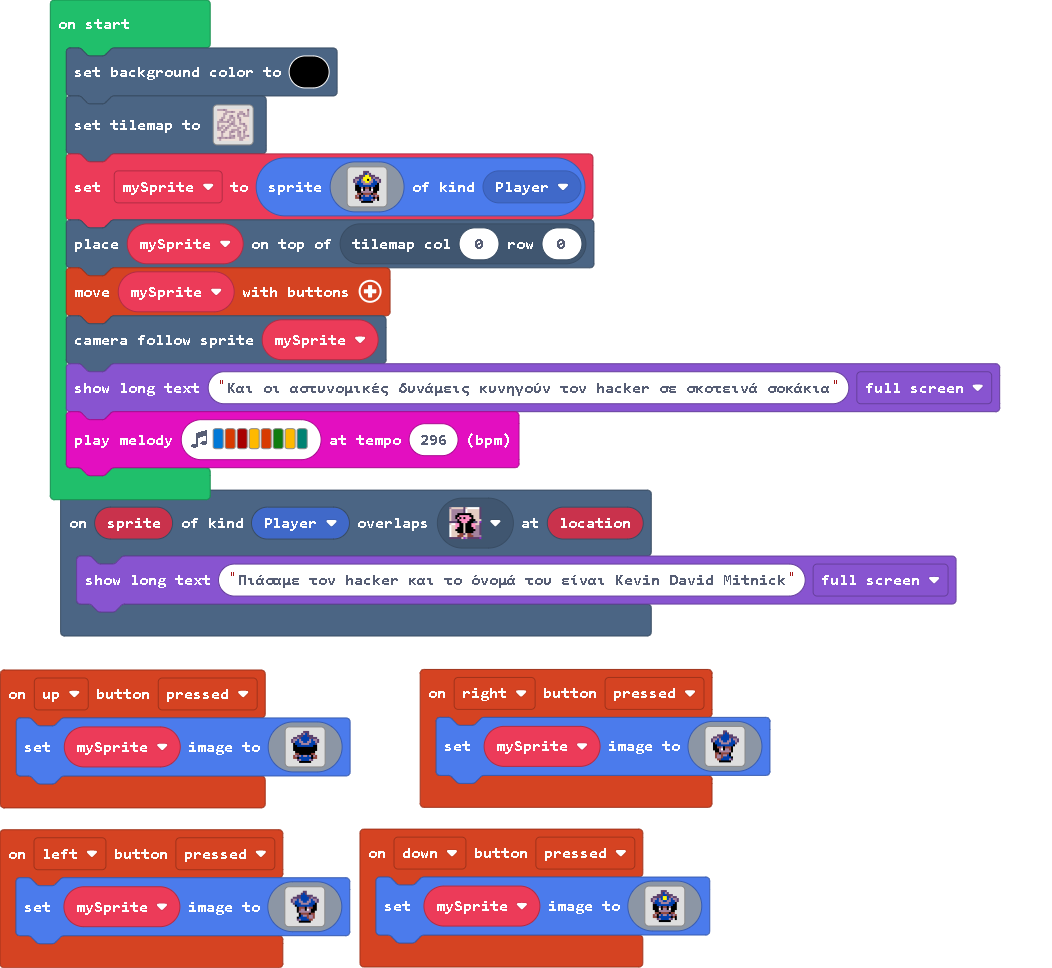 on start
set background color to
set tilemap to
set mySprite to sprite of kind Player
place mySprite on top of tilemap col 0 row 0
move mySprite with buttons
camera follow sprite mySprite
show long text "Και οι αστυνομικές δυνάμεις κυνηγούν τον hacker σε σκοτεινά σοκάκια" full screen
play melody at tempo 296 (bpm)
on sprite of kind Player overlaps at location
show long text "Πιάσαμε τον hacker και το όνομά του είναι Kevin David Mitnick" full screen
on up button pressed
set mySprite image to
on right button pressed
set mySprite image to
on left button pressed
set mySprite image to
on down button pressed
set mySprite image to